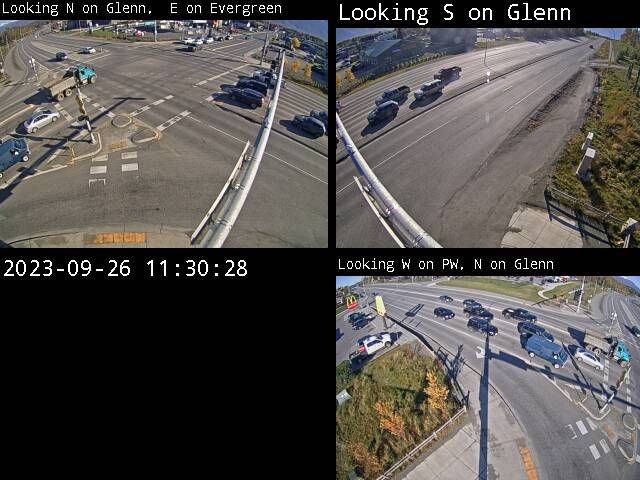 Looking N on Glenn,  E on Evergreen
Looking S on Glenn
2023-09-26 11:30:28
Looking W on PW, N on Glenn